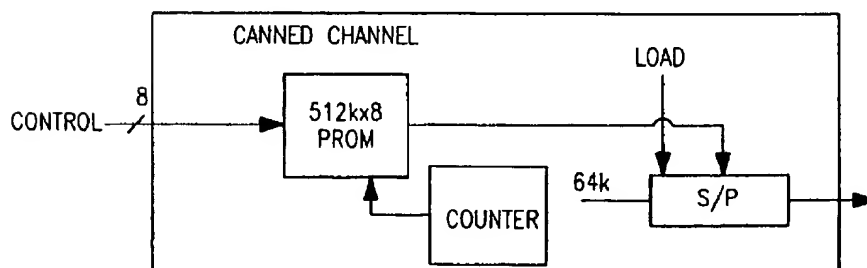 CANNED CHANNEL
LOAD
8
CONTROL
512kx8
PROM
64k
S/P
COUNTER